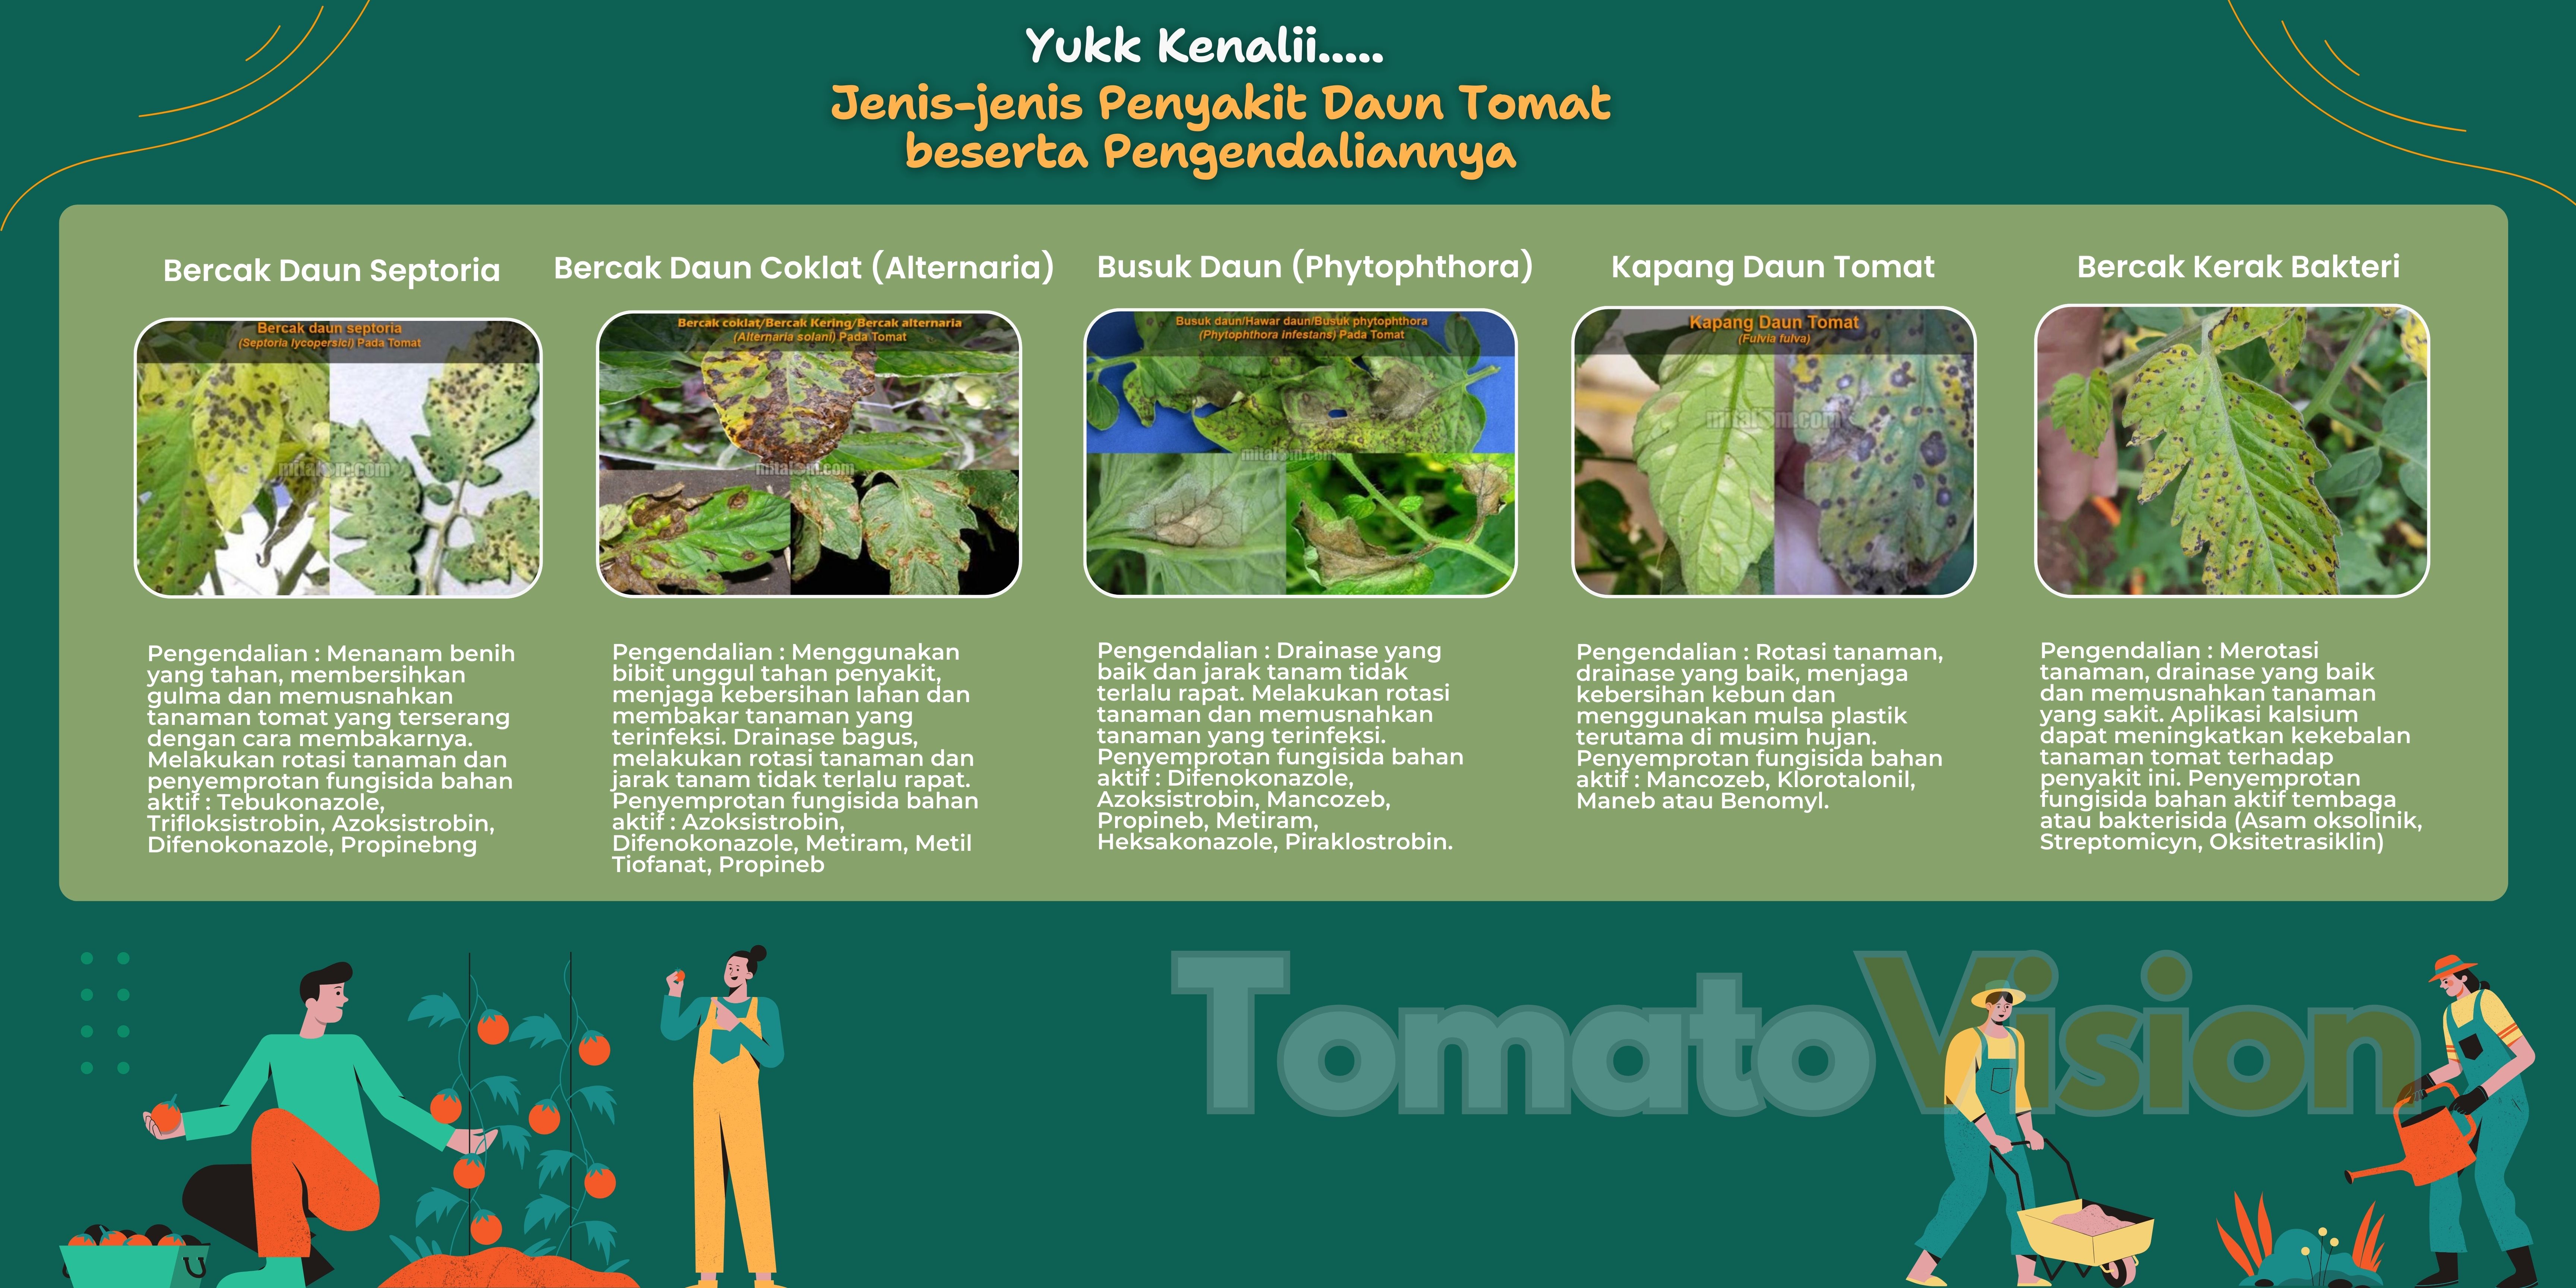 Yukk Kenalii.....
Jenis-jenis Penyakit Daun Tomat
beserta Pengendaliannya
Bercak Daun Septoria
Bercak daun septoria
(Septoria lycopersici) Pada Tomat
mitalom.com
Pengendalian : Menanam benih
yang tahan, membersihkan
gulma dan memusnahkan
tanaman tomat yang terserang
dengan cara membakarnya.
Melakukan rotasi tanaman dan
penyemprotan fungisida bahan
aktif : Tebukonazole,
Trifloksistrobin, Azoksistrobin,
Difenokonazole, Propinebng
Bercak Daun Coklat (Alternaria)
Bercak coklat/Bercak Kering/Bercak alternaria
(Alternaria solani) Pada Tomat
mitalom.com
Pengendalian : Menggunakan
bibit unggul tahan penyakit,
menjaga kebersihan lahan dan
membakar tanaman yang
terinfeksi. Drainase bagus,
melakukan rotasi tanaman dan
jarak tanam tidak terlalu rapat.
Penyemprotan fungisida bahan
aktif : Azoksistrobin,
Difenokonazole, Metiram, Metil
Tiofanat, Propineb
Busuk Daun (Phytophthora)
Busuk daun/Hawar daun/Busuk phytophthora
(Phytophthora infestans) Pada Tomat
mitalom.com
Pengendalian : Drainase yang
baik dan jarak tanam tidak
terlalu rapat. Melakukan rotasi
tanaman dan memusnahkan
tanaman yang terinfeksi.
Penyemprotan fungisida bahan
aktif : Difenokonazole,
Azoksistrobin, Mancozeb,
Propineb, Metiram,
Heksakonazole, Piraklostrobin.
Kapang Daun Tomat
Kapang Daun Tomat
(Fulvia fulva)
mitalom.com
Pengendalian : Rotasi tanaman,
drainase yang baik, menjaga
kebersihan kebun dan
menggunakan mulsa plastik
terutama di musim hujan.
Penyemprotan fungisida bahan
aktif : Mancozeb, Klorotalonil,
Maneb atau Benomyl.
Bercak Kerak Bakteri
Pengendalian : Merotasi
tanaman, drainase yang baik
dan memusnahkan tanaman
yang sakit. Aplikasi kalsium
dapat meningkatkan kekebalan
tanaman tomat terhadap
penyakit ini. Penyemprotan
fungisida bahan aktif tembaga
atau bakterisida (Asam oksolinik,
Streptomicyn, Oksitetrasiklin)
TomatoVision